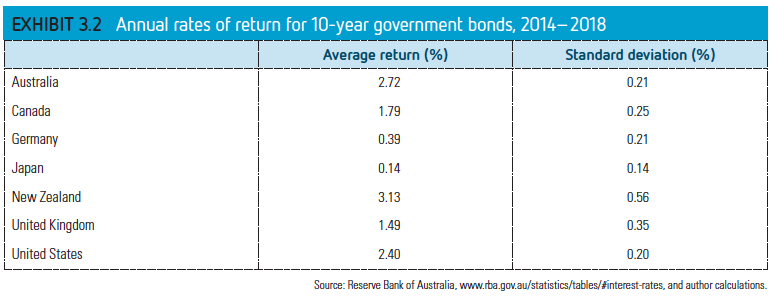 EXHIBIT 3.2 Annual rates of return for 10-year government bonds, 2014–2018
Average return (%) Standard deviation (%)
Australia 2.72 0.21
Canada 1.79 0.25
Germany 0.39 0.21
Japan 0.14 0.14
New Zealand 3.13 0.56
United Kingdom 1.49 0.35
United States 2.40 0.20
Source: Reserve Bank of Australia, www.rba.gov.au/statistics/tables/#interest-rates, and author calculations.